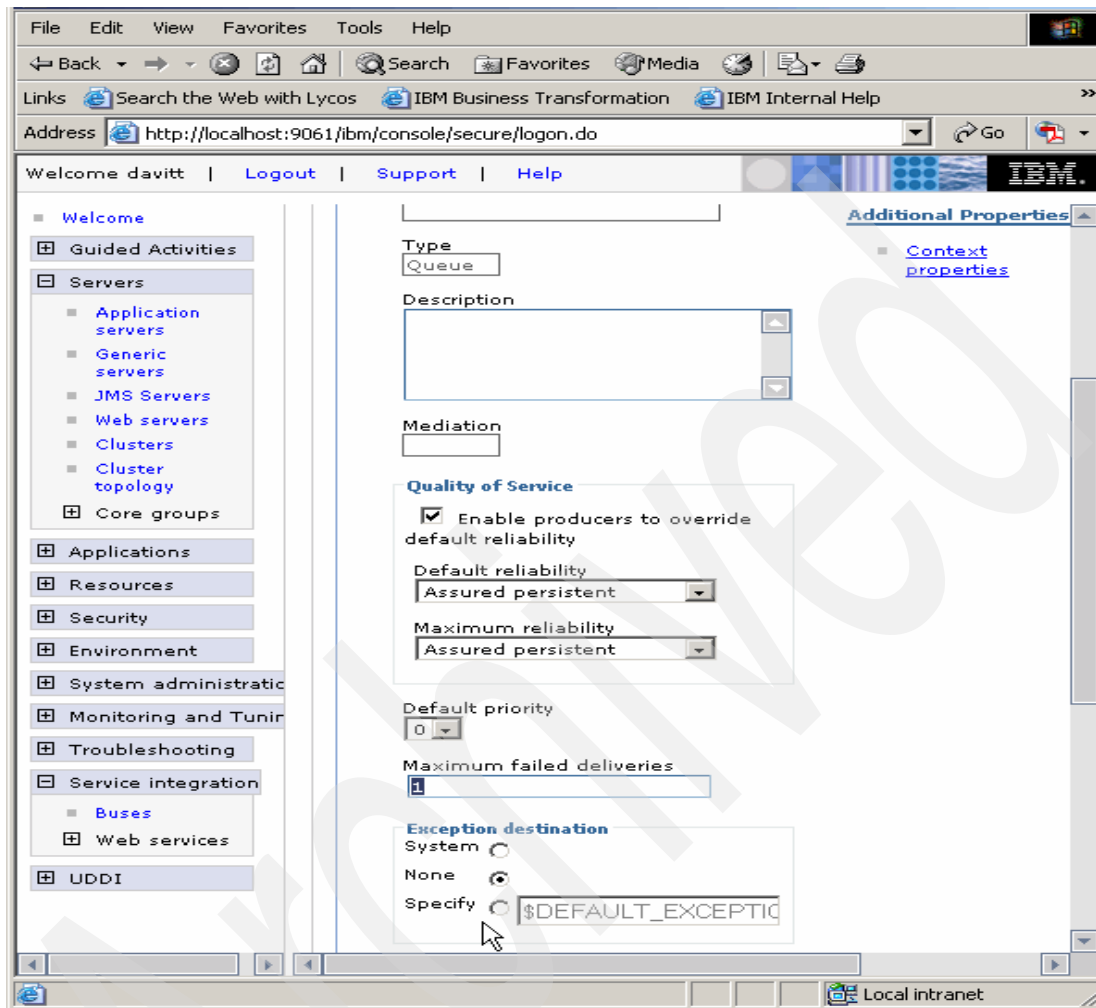 File Edit View Favorites Tools Help
Back Search Favorites Media
Links Search the Web with Lycos IBM Business Transformation IBM Internal Help »
Address http://localhost:9061/ibm/console/secure/logon.do Go
Welcome davitt | Logout | Support | Help IBM.
Welcome
Guided Activities
Servers
Application
servers
Generic
servers
JMS Servers
Web servers
Clusters
Cluster
topology
Core groups
Applications
Resources
Security
Environment
System administratic
Monitoring and Tunin
Troubleshooting
Service integration
Buses
Web services
UDDI
Type
Queue
Description
Mediation
Quality of Service
Enable producers to override
default reliability
Default reliability
Assured persistent
Maximum reliability
Assured persistent
Default priority
0
Maximum failed deliveries
1
Exception destination
System
None
Specify $DEFAULT_EXCEPTIO
Additional Properties
Context
properties
Local intranet
Archived